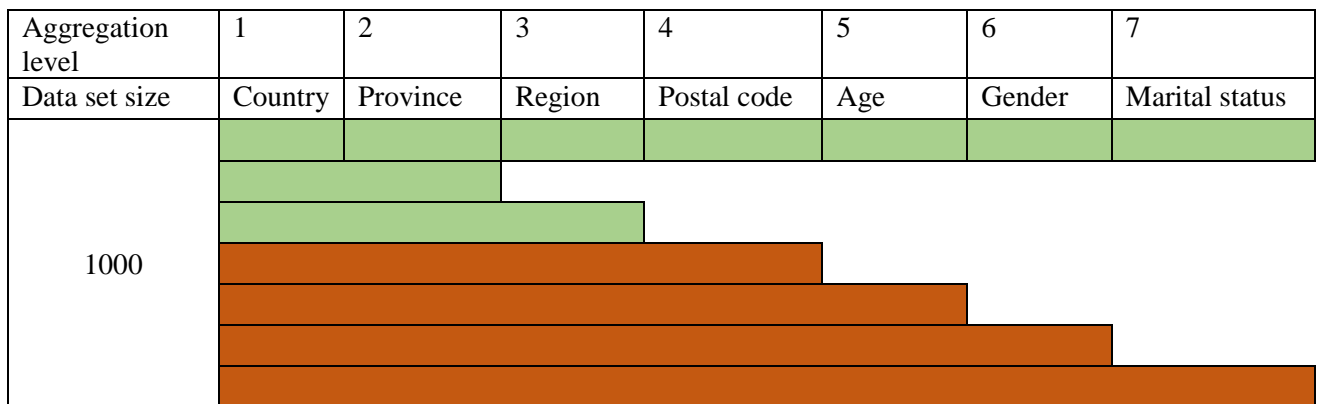 Aggregation level 1 2 3 4 5 6 7
Data set size Country Province Region Postal code Age Gender Marital status
1000